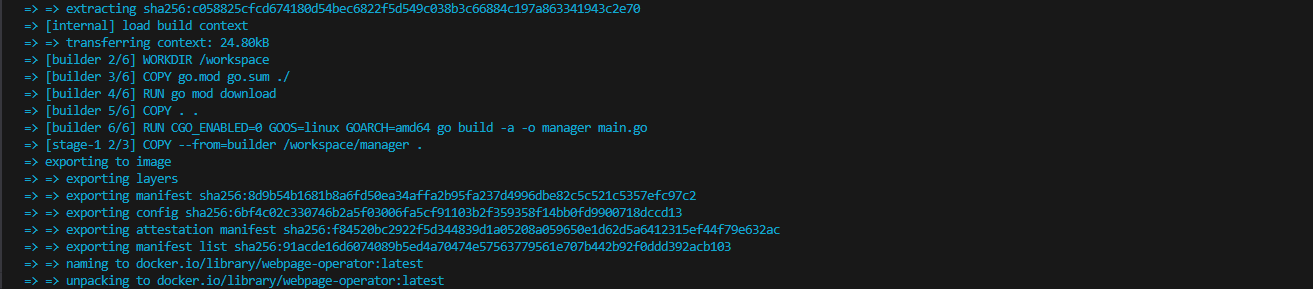 => => extracting sha256:c058825cfcd674180d54bec6822f5d549c038b3c66884c197a863341943c2e70
=> [internal] load build context
=> => transferring context: 24.80kB
=> [builder 2/6] WORKDIR /workspace
=> [builder 3/6] COPY go.mod go.sum ./
=> [builder 4/6] RUN go mod download
=> [builder 5/6] COPY . .
=> [builder 6/6] RUN CGO_ENABLED=0 GOOS=linux GOARCH=amd64 go build -a -o manager main.go
=> [stage-1 2/3] COPY --from=builder /workspace/manager .
=> exporting to image
=> => exporting layers
=> => exporting manifest sha256:8d9b54b1681b8a6fd50ea34affa2b95fa237d4996dbe82c5c521c5357efc97c2
=> => exporting config sha256:6bf4c02c330746b2a5f03006fa5cf91103b2f359358f14bb0fd9900718dccd13
=> => exporting attestation manifest sha256:f84520bc2922f5d344839d1a05208a059650e1d62d5a6412315ef44f79e632ac
=> => exporting manifest list sha256:91acde16d6074089b5ed4a70474e57563779561e707b442b92f0ddd392acb103
=> => naming to docker.io/library/webpage-operator:latest
=> => unpacking to docker.io/library/webpage-operator:latest